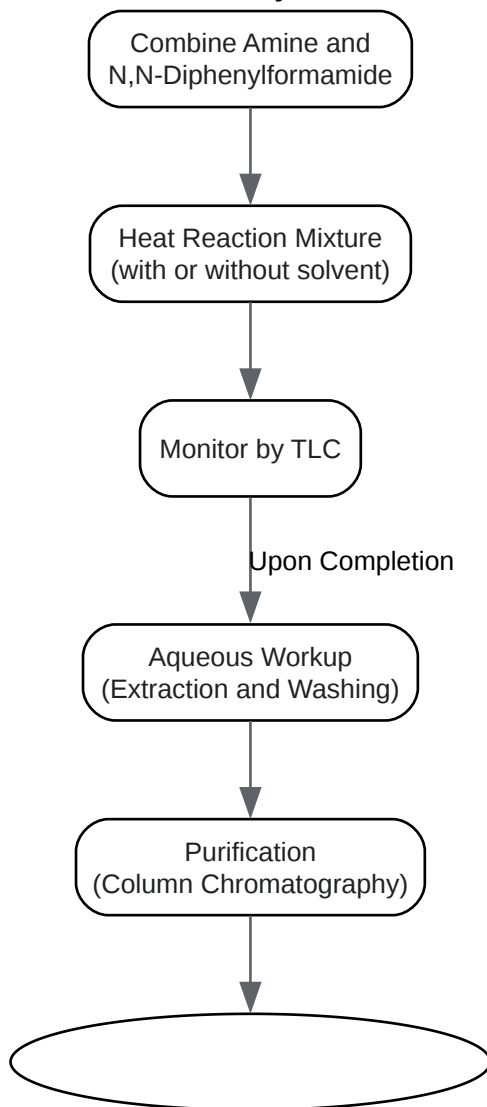 Combine Amine and
N,N-Diphenylformamide
Heat Reaction Mixture
(with or without solvent)
Monitor by TLC
Upon Completion
Aqueous Workup
(Extraction and Washing)
Purification
(Column Chromatography)